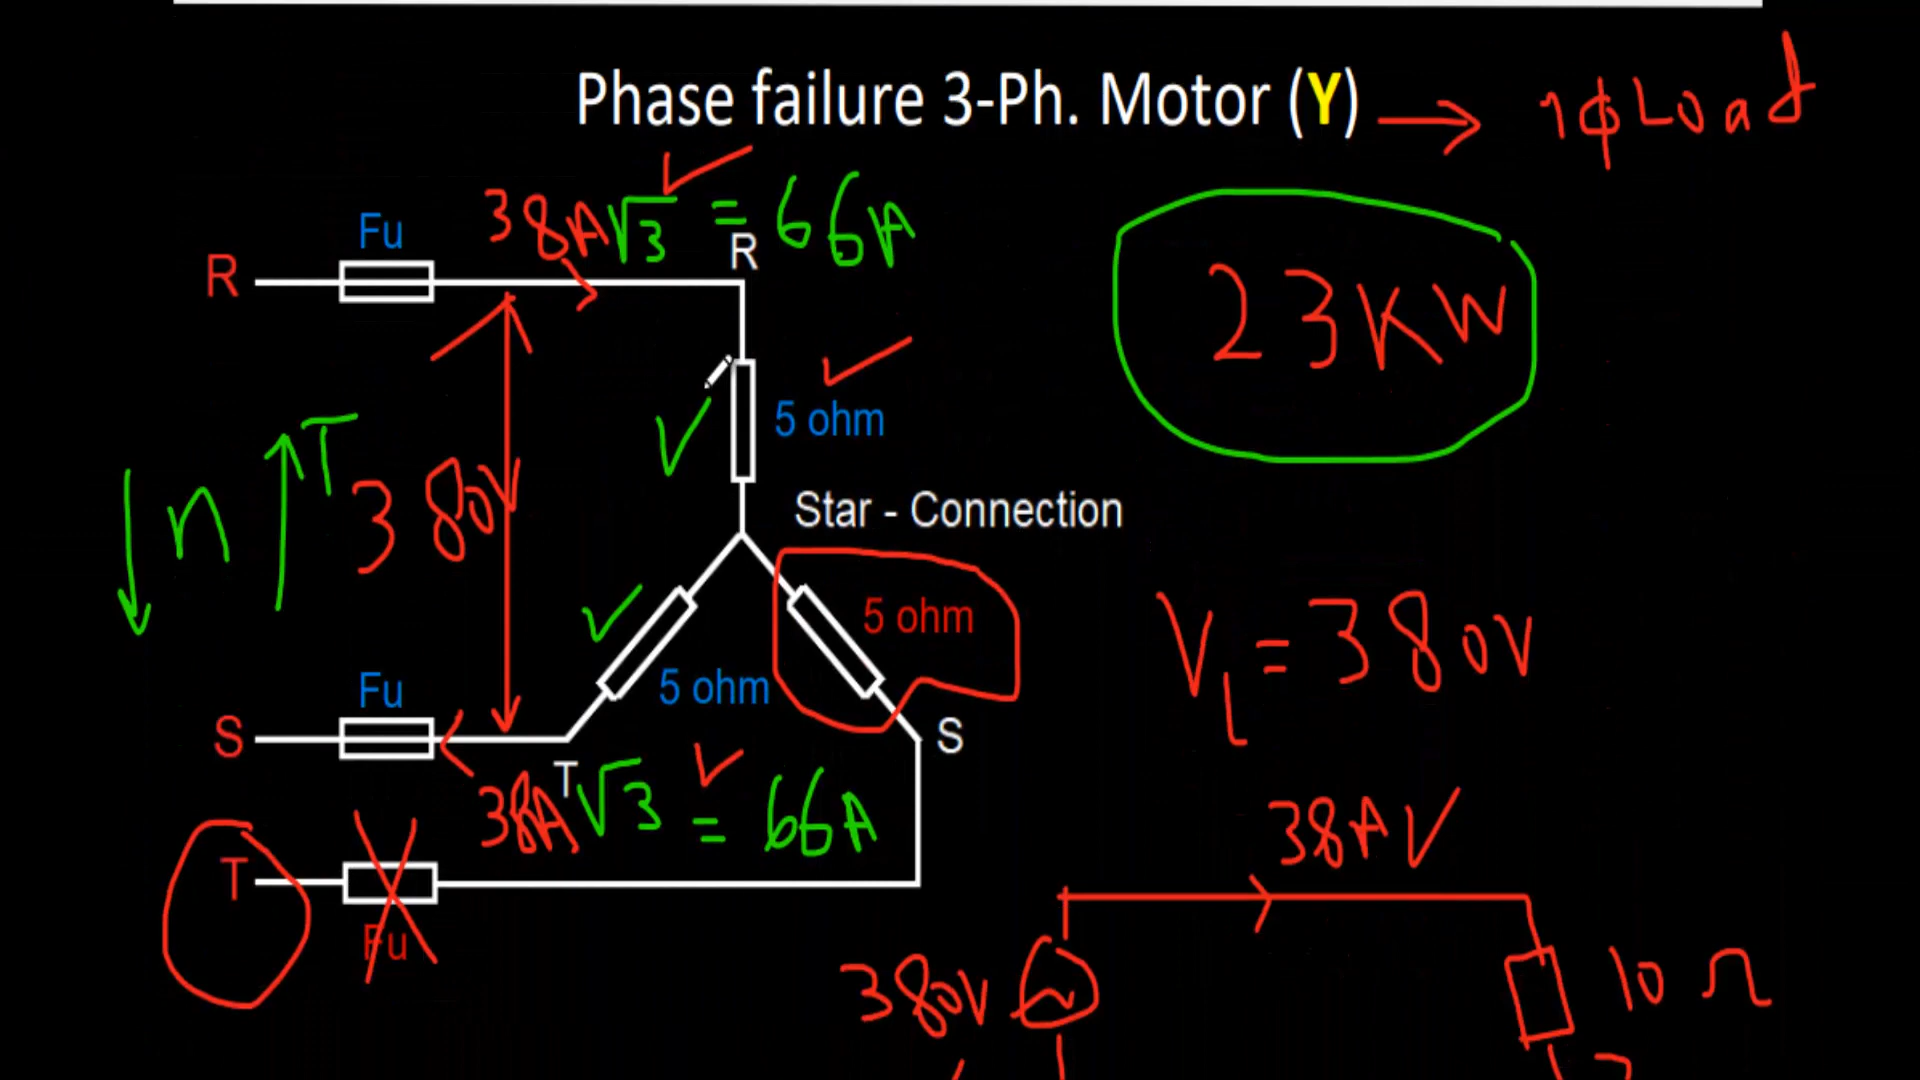 Phase failure 3-Ph. Motor (Y) → 1ϕLoad
38A√3 = 66A
Fu
R
R
23KW
5 ohm
↓n ↑T
380V
Star - Connection
5 ohm
5 ohm
V_L = 380V
Fu
S
S
T
38A√3 = 66A
38A
T
Fu
380V
10 Ω